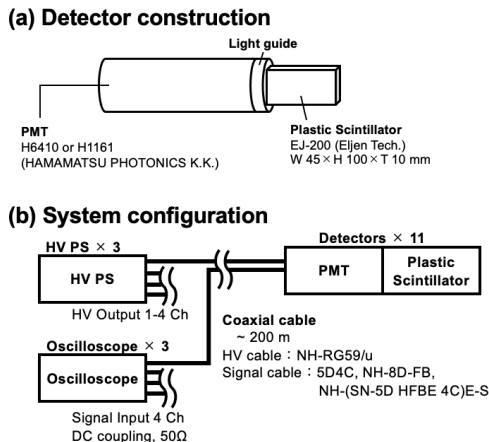 (a) Detector construction
Light guide
PMT
H6410 or H1161
(HAMAMATSU PHOTONICS K.K.)
Plastic Scintillator
EJ-200 (Eljen Tech.)
W 45×H 100×T 10 mm
(b) System configuration
HV PS × 3
HV PS
HV Output 1-4 Ch
Detectors × 11
PMT
Plastic
Scintillator
Oscilloscope × 3
Oscilloscope
Signal Input 4 Ch
DC coupling, 50Ω
Coaxial cable
~ 200 m
HV cable：NH-RG59/u
Signal cable：5D4C, NH-8D-FB,
NH-(SN-5D HFBE 4C)E-S